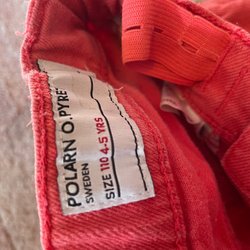 POLARN O. PYRET
SWEDEN
SIZE 110 4-5 YRS